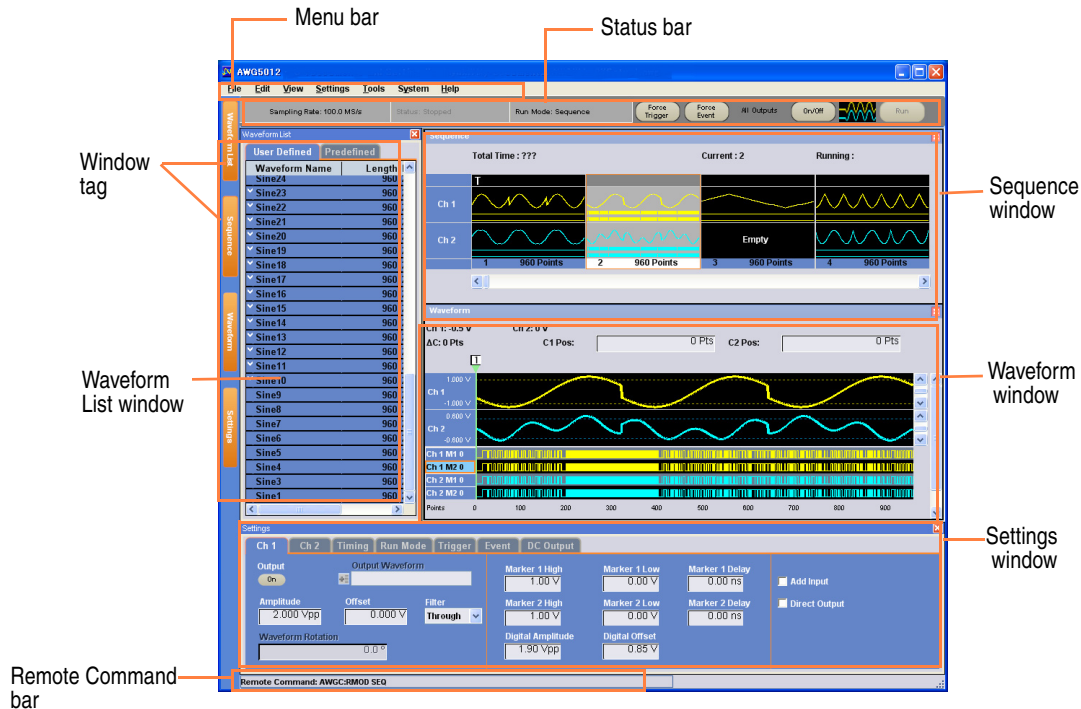 Menu bar
Status bar
AWG5012
File Edit View Settings Tools System Help
Sampling Rate: 100.0 MS/s
Status: Stopped
Run Mode: Sequence
Force Trigger
Force Event
All Outputs
On/Off
Run
Window tag
Waveform List
Sequence
Waveform
Settings
Waveform List
User Defined Predefined
Waveform Name Length
Sine24 960
Sine23 960
Sine22 960
Sine21 960
Sine20 960
Sine19 960
Sine18 960
Sine17 960
Sine16 960
Sine15 960
Sine14 960
Sine13 960
Sine12 960
Sine11 960
Sine10 960
Sine9 960
Sine8 960
Sine7 960
Sine6 960
Sine5 960
Sine4 960
Sine3 960
Sine1 960
Waveform List window
Sequence
Total Time : ??? Current : 2 Running :
T
Ch 1
Ch 2
Empty
1 960 Points 2 960 Points 3 960 Points 4 960 Points
Sequence window
Waveform
Ch 1: -0.5 V Ch 2: 0 V
ΔC: 0 Pts C1 Pos: 0 Pts C2 Pos: 0 Pts
1
1.000 V
Ch 1
-1.000 V
0.600 V
Ch 2
-0.600 V
Ch 1 M1 0
Ch 1 M2 0
Ch 2 M1 0
Ch 2 M2 0
Points 0 100 200 300 400 500 600 700 800 900
Waveform window
Settings
Ch 1 Ch 2 Timing Run Mode Trigger Event DC Output
Output
On
Output Waveform
Amplitude
2.000 Vpp
Offset
0.000 V
Filter
Through
Waveform Rotation
0.0 °
Marker 1 High
1.00 V
Marker 1 Low
0.00 V
Marker 1 Delay
0.00 ns
Marker 2 High
1.00 V
Marker 2 Low
0.00 V
Marker 2 Delay
0.00 ns
Digital Amplitude
1.90 Vpp
Digital Offset
0.85 V
Add Input
Direct Output
Settings window
Remote Command: AWGC:RMOD SEQ
Remote Command bar